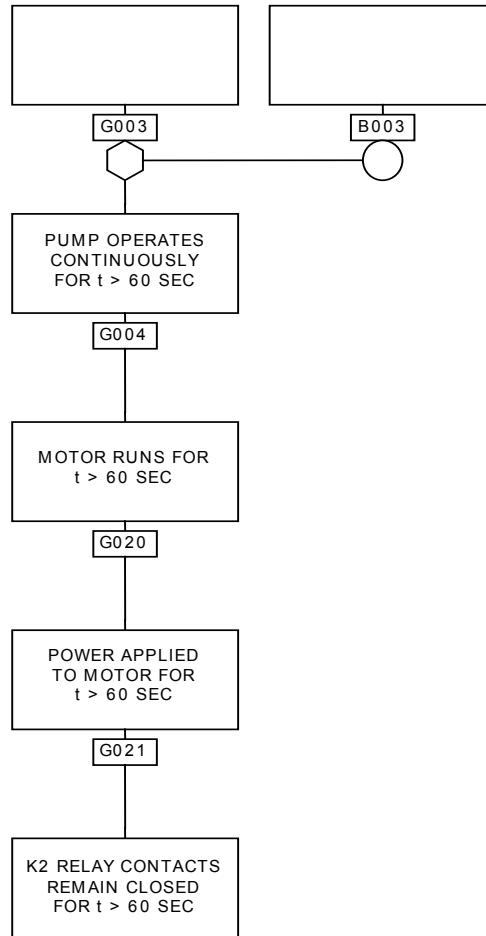 G003
B003
PUMP OPERATES
CONTINUOUSLY
FOR t > 60 SEC
G004
MOTOR RUNS FOR
t > 60 SEC
G020
POWER APPLIED
TO MOTOR FOR
t > 60 SEC
G021
K2 RELAY CONTACTS
REMAIN CLOSED
FOR t > 60 SEC